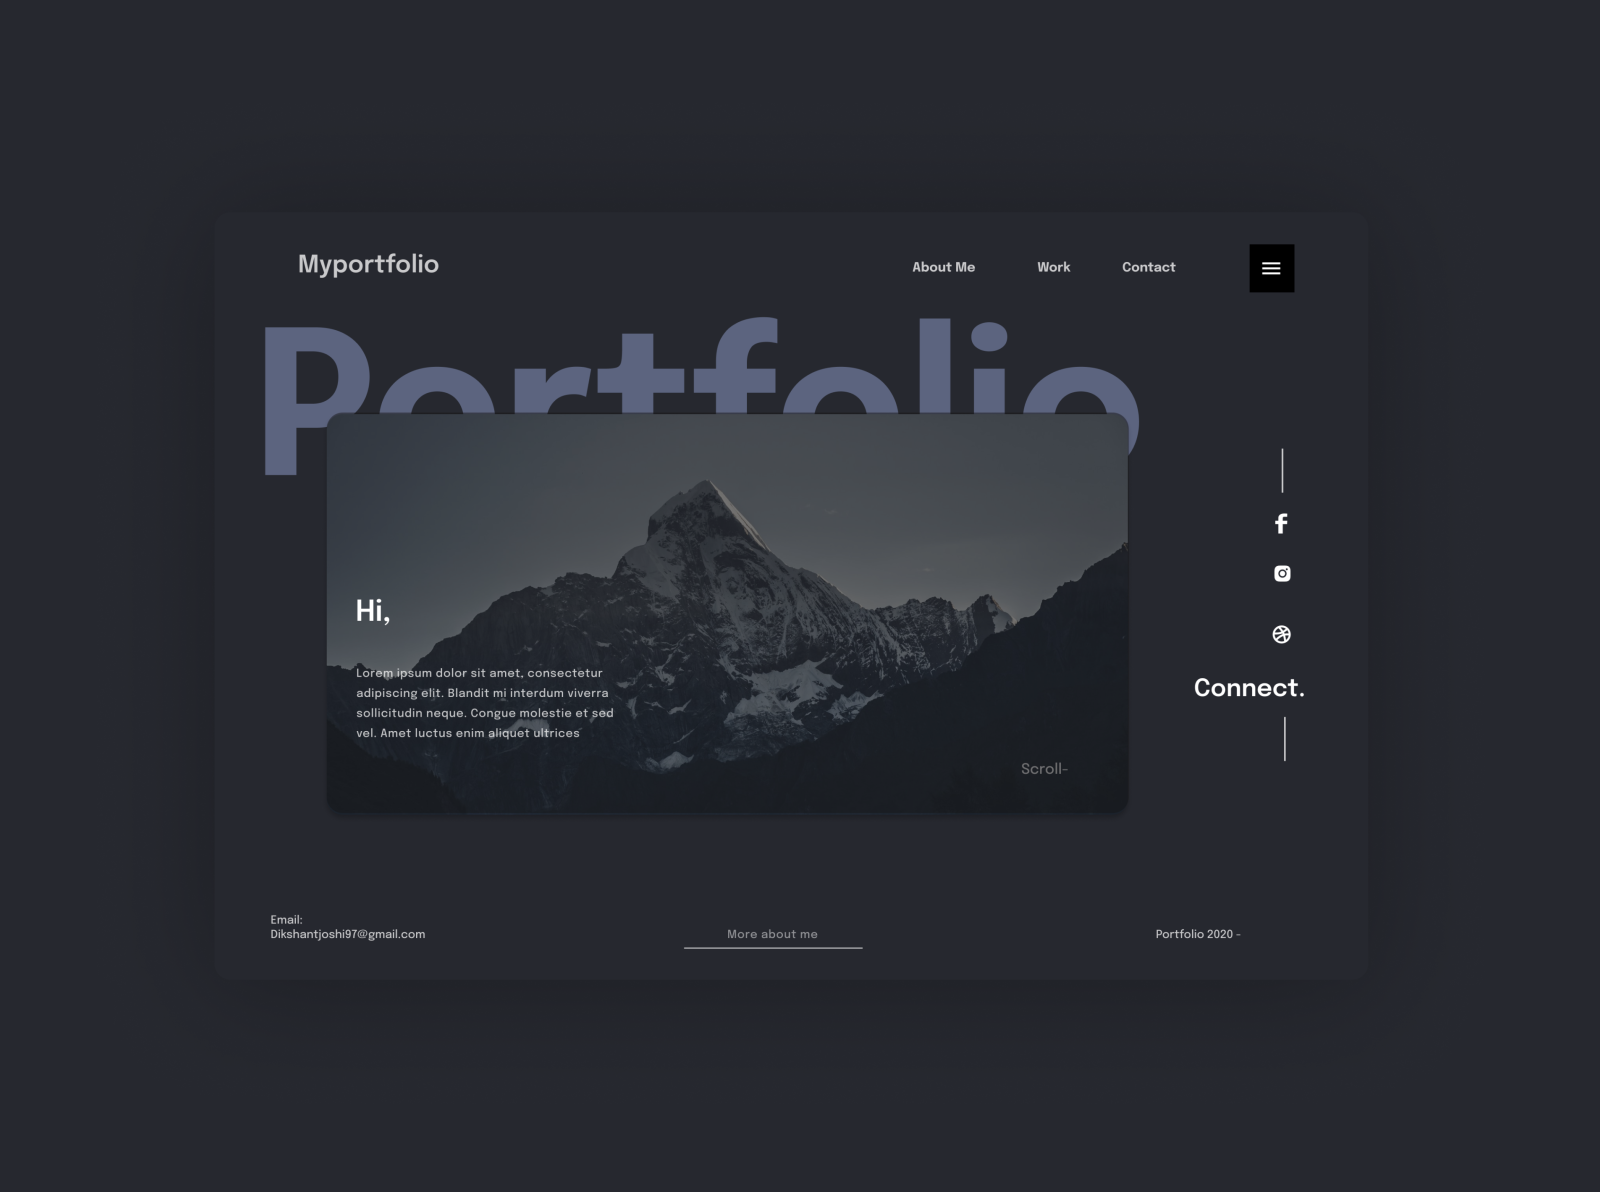 Myportfolio
About Me
Work
Contact
Portfolio
Hi,
Lorem ipsum dolor sit amet, consectetur
adipiscing elit. Blandit mi interdum viverra
sollicitudin neque. Congue molestie et sed
vel. Amet luctus enim aliquet ultrices
Scroll-
Connect.
Email:
Dikshantjoshi97@gmail.com
More about me
Portfolio 2020 -